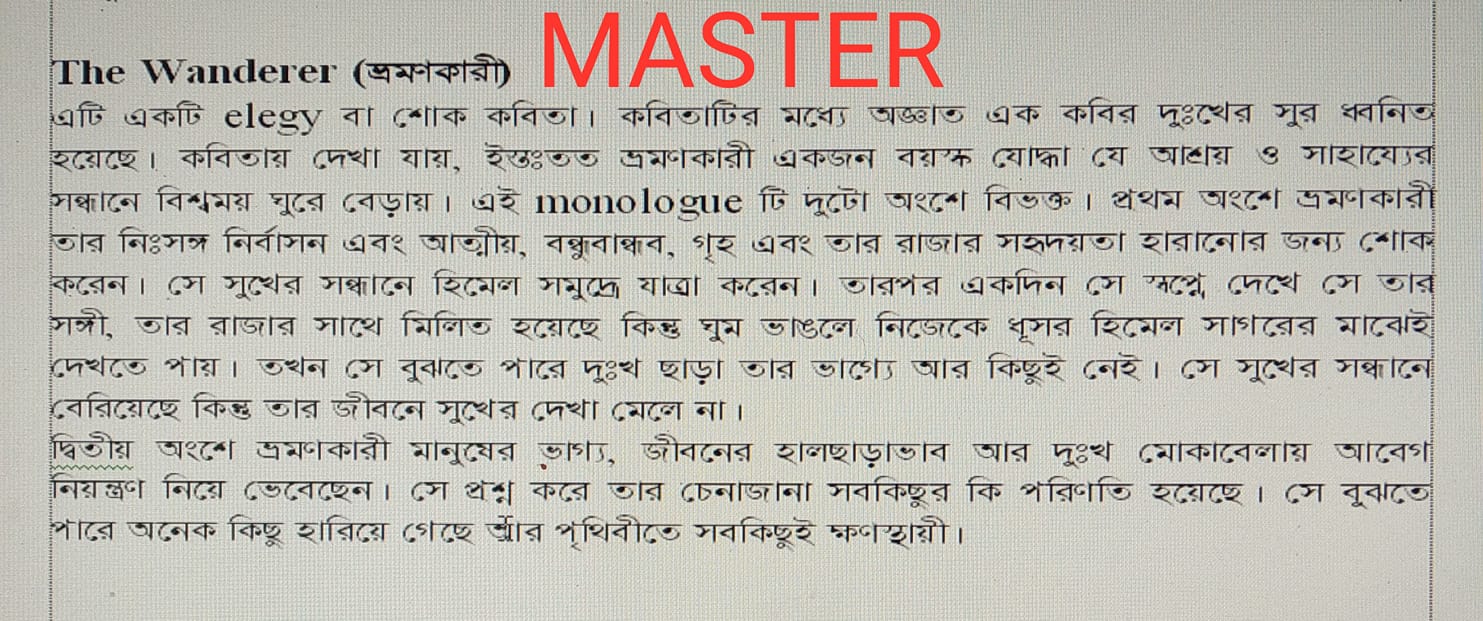 MASTER
The Wanderer (ভ্রমণকারী)
এটি একটি elegy বা শোক কবিতা। কবিতাটির মধ্যে অজ্ঞাত এক কবির দুঃখের সুর ধ্বনিত
হয়েছে। কবিতায় দেখা যায়, ইতঃস্তত ভ্রমণকারী একজন বয়স্ক যোদ্ধা যে আশ্রয় ও সাহায্যের
সন্ধানে বিশ্বময় ঘুরে বেড়ায়। এই monologue টি দুটো অংশে বিভক্ত। প্রথম অংশে ভ্রমণকারী
তার নিঃসঙ্গ নির্বাসন এবং আত্মীয়, বন্ধুবান্ধব, গৃহ এবং তার রাজার সহৃদয়তা হারানোর জন্য শোক
করেন। সে সুখের সন্ধানে হিমেল সমুদ্রে যাত্রা করেন। তারপর একদিন সে স্বপ্নে দেখে সে তার
সঙ্গী, তার রাজার সাথে মিলিত হয়েছে কিন্তু ঘুম ভাঙলে নিজেকে ধূসর হিমেল সাগরের মাঝেই
দেখতে পায়। তখন সে বুঝতে পারে দুঃখ ছাড়া তার ভাগ্যে আর কিছুই নেই। সে সুখের সন্ধানে
বেরিয়েছে কিন্তু তার জীবনে সুখের দেখা মেলে না।
দ্বিতীয় অংশে ভ্রমণকারী মানুষের ভাগ্য, জীবনের হালছাড়াভাব আর দুঃখ মোকাবেলায় আবেগ
নিয়ন্ত্রণ নিয়ে ভেবেছেন। সে প্রশ্ন করে তার চেনাজানা সবকিছুর কি পরিণতি হয়েছে। সে বুঝতে
পারে অনেক কিছু হারিয়ে গেছে আর পৃথিবীতে সবকিছুই ক্ষণস্থায়ী।